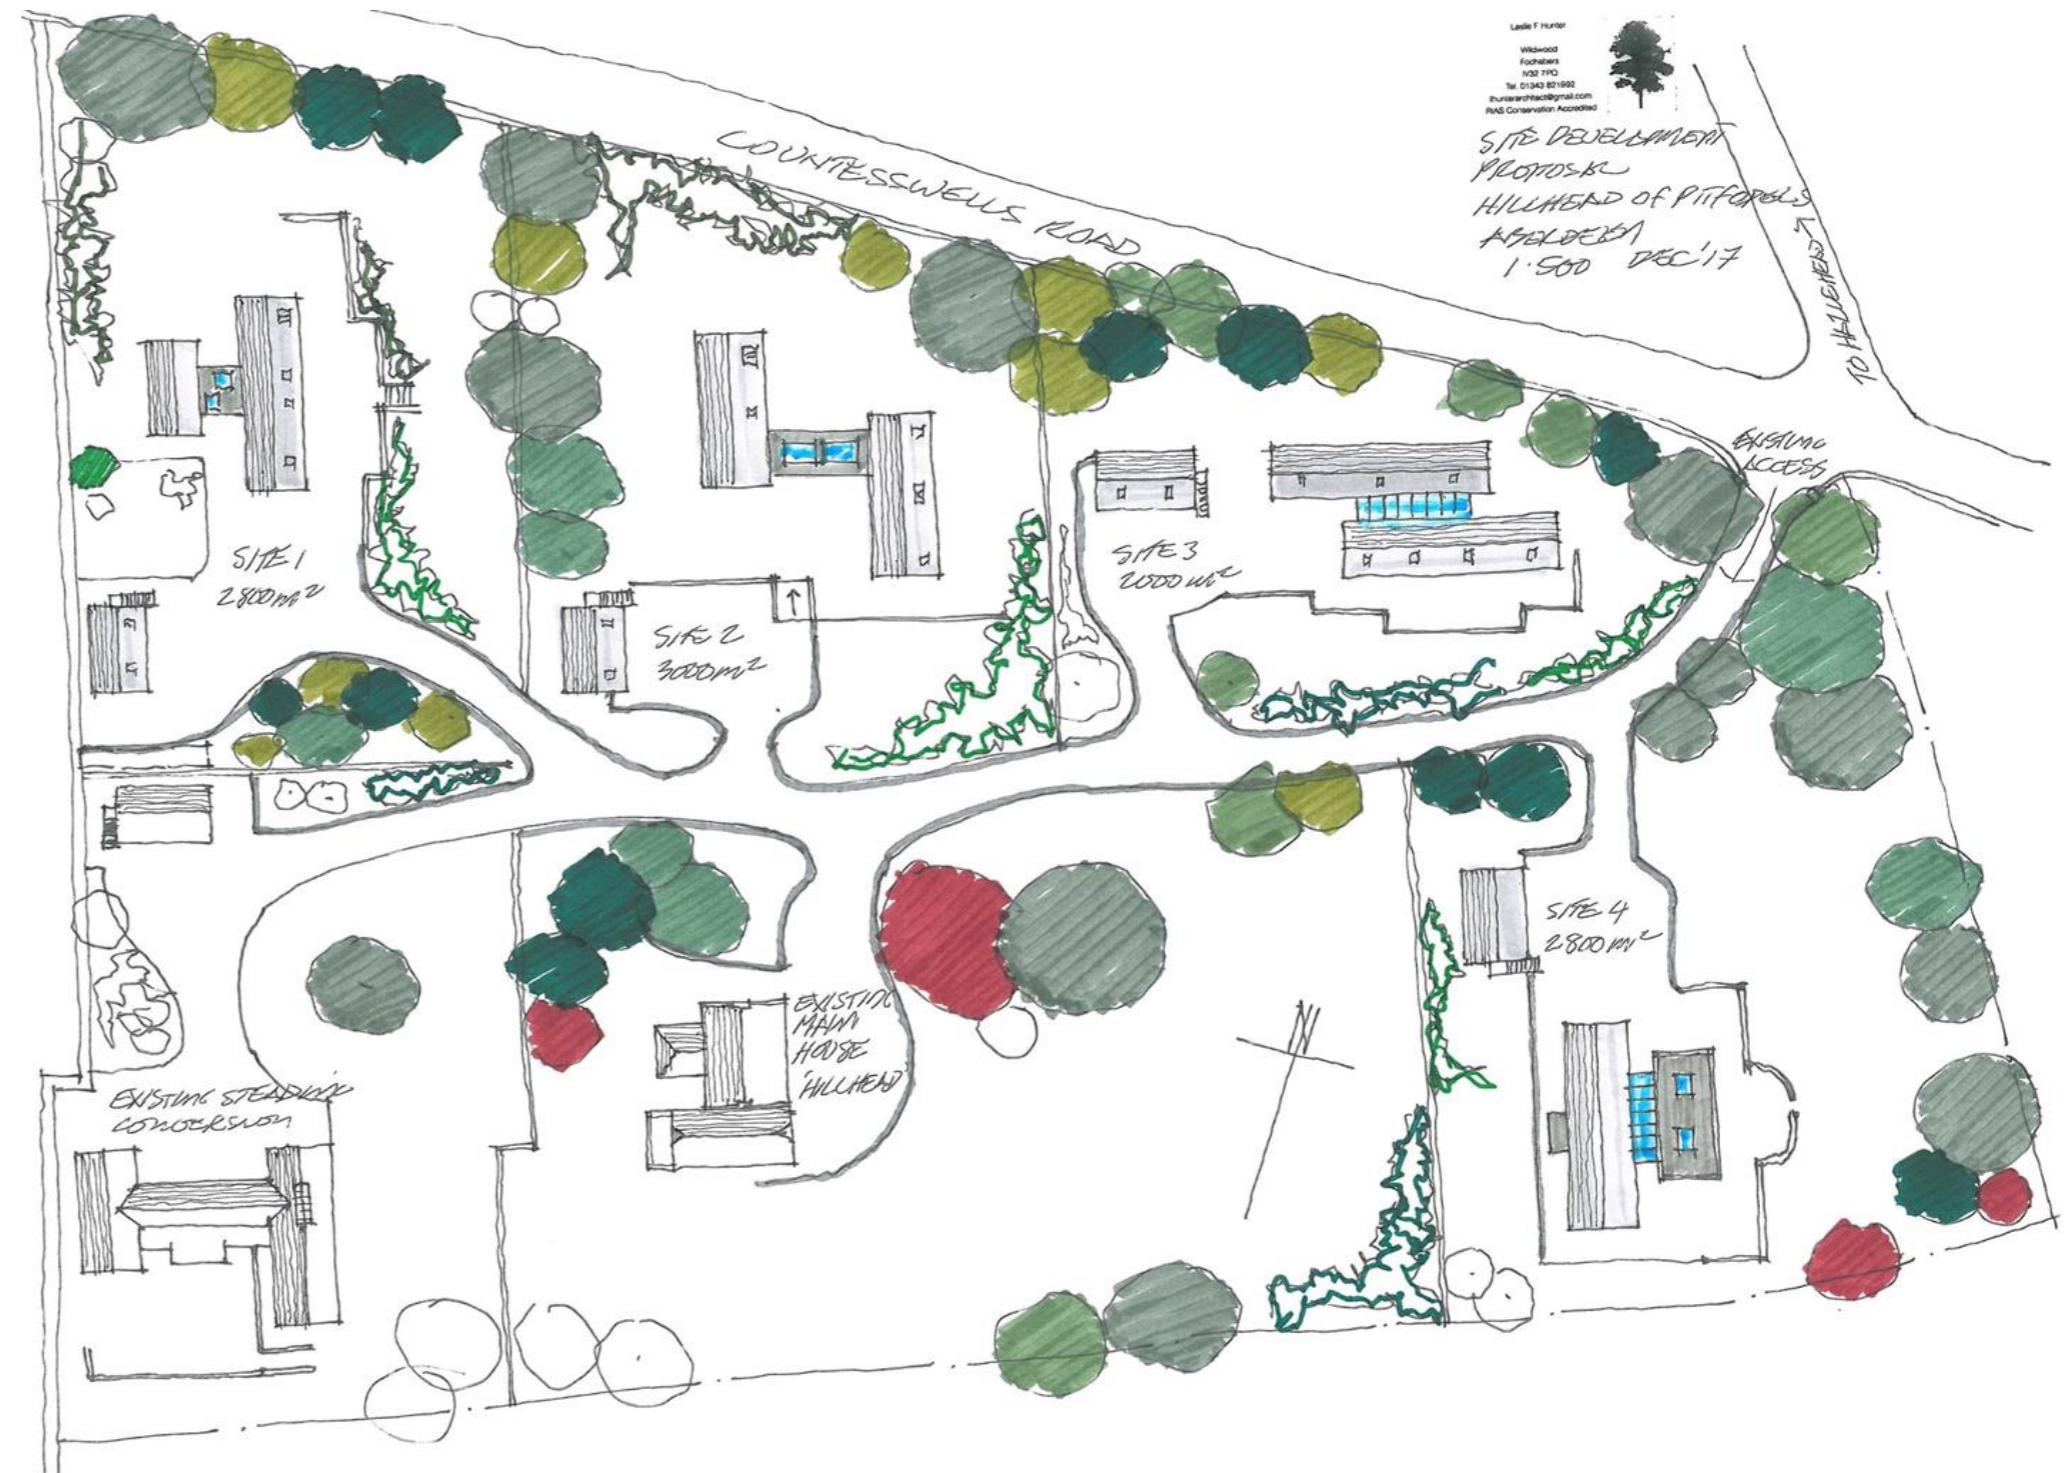 Leslie F Hunter
Wildwood
Fochabers
IV32 7PQ
Tel. 01343 821992
lhunterarchitect@gmail.com
RIAS Conservation Accredited
SITE DEVELOPMENT
PROPOSAL
HILLHEAD OF PITFODELS
ABERDEEN
1:500 DEC '17
COUNTESSWELLS ROAD
TO HAZLEHEAD
EXISTING
ACCESS
SITE 1
2800m²
SITE 2
3000m²
SITE 3
2000m²
SITE 4
2800m²
EXISTING
MAIN
HOUSE
'HILLHEAD'
EXISTING STEADING
CONVERSION
N